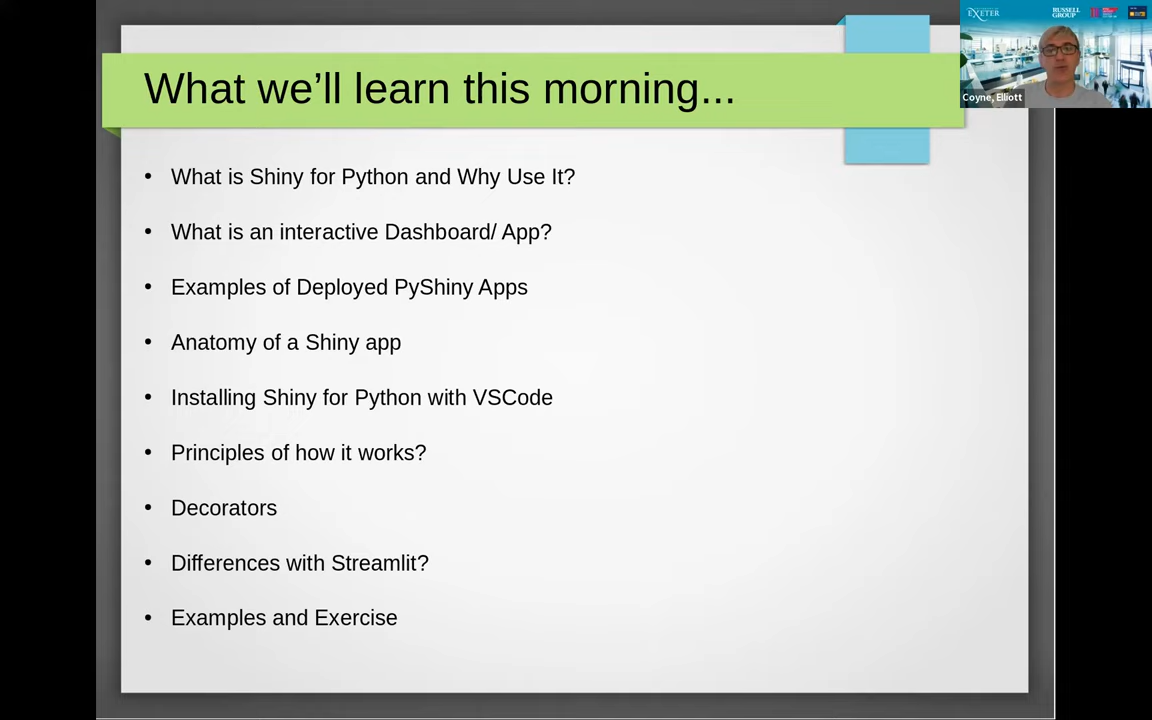 What we'll learn this morning...
• What is Shiny for Python and Why Use It?
• What is an interactive Dashboard/ App?
• Examples of Deployed PyShiny Apps
• Anatomy of a Shiny app
• Installing Shiny for Python with VSCode
• Principles of how it works?
• Decorators
• Differences with Streamlit?
• Examples and Exercise
EXETER
RUSSELL
GROUP
Coyne, Elliott